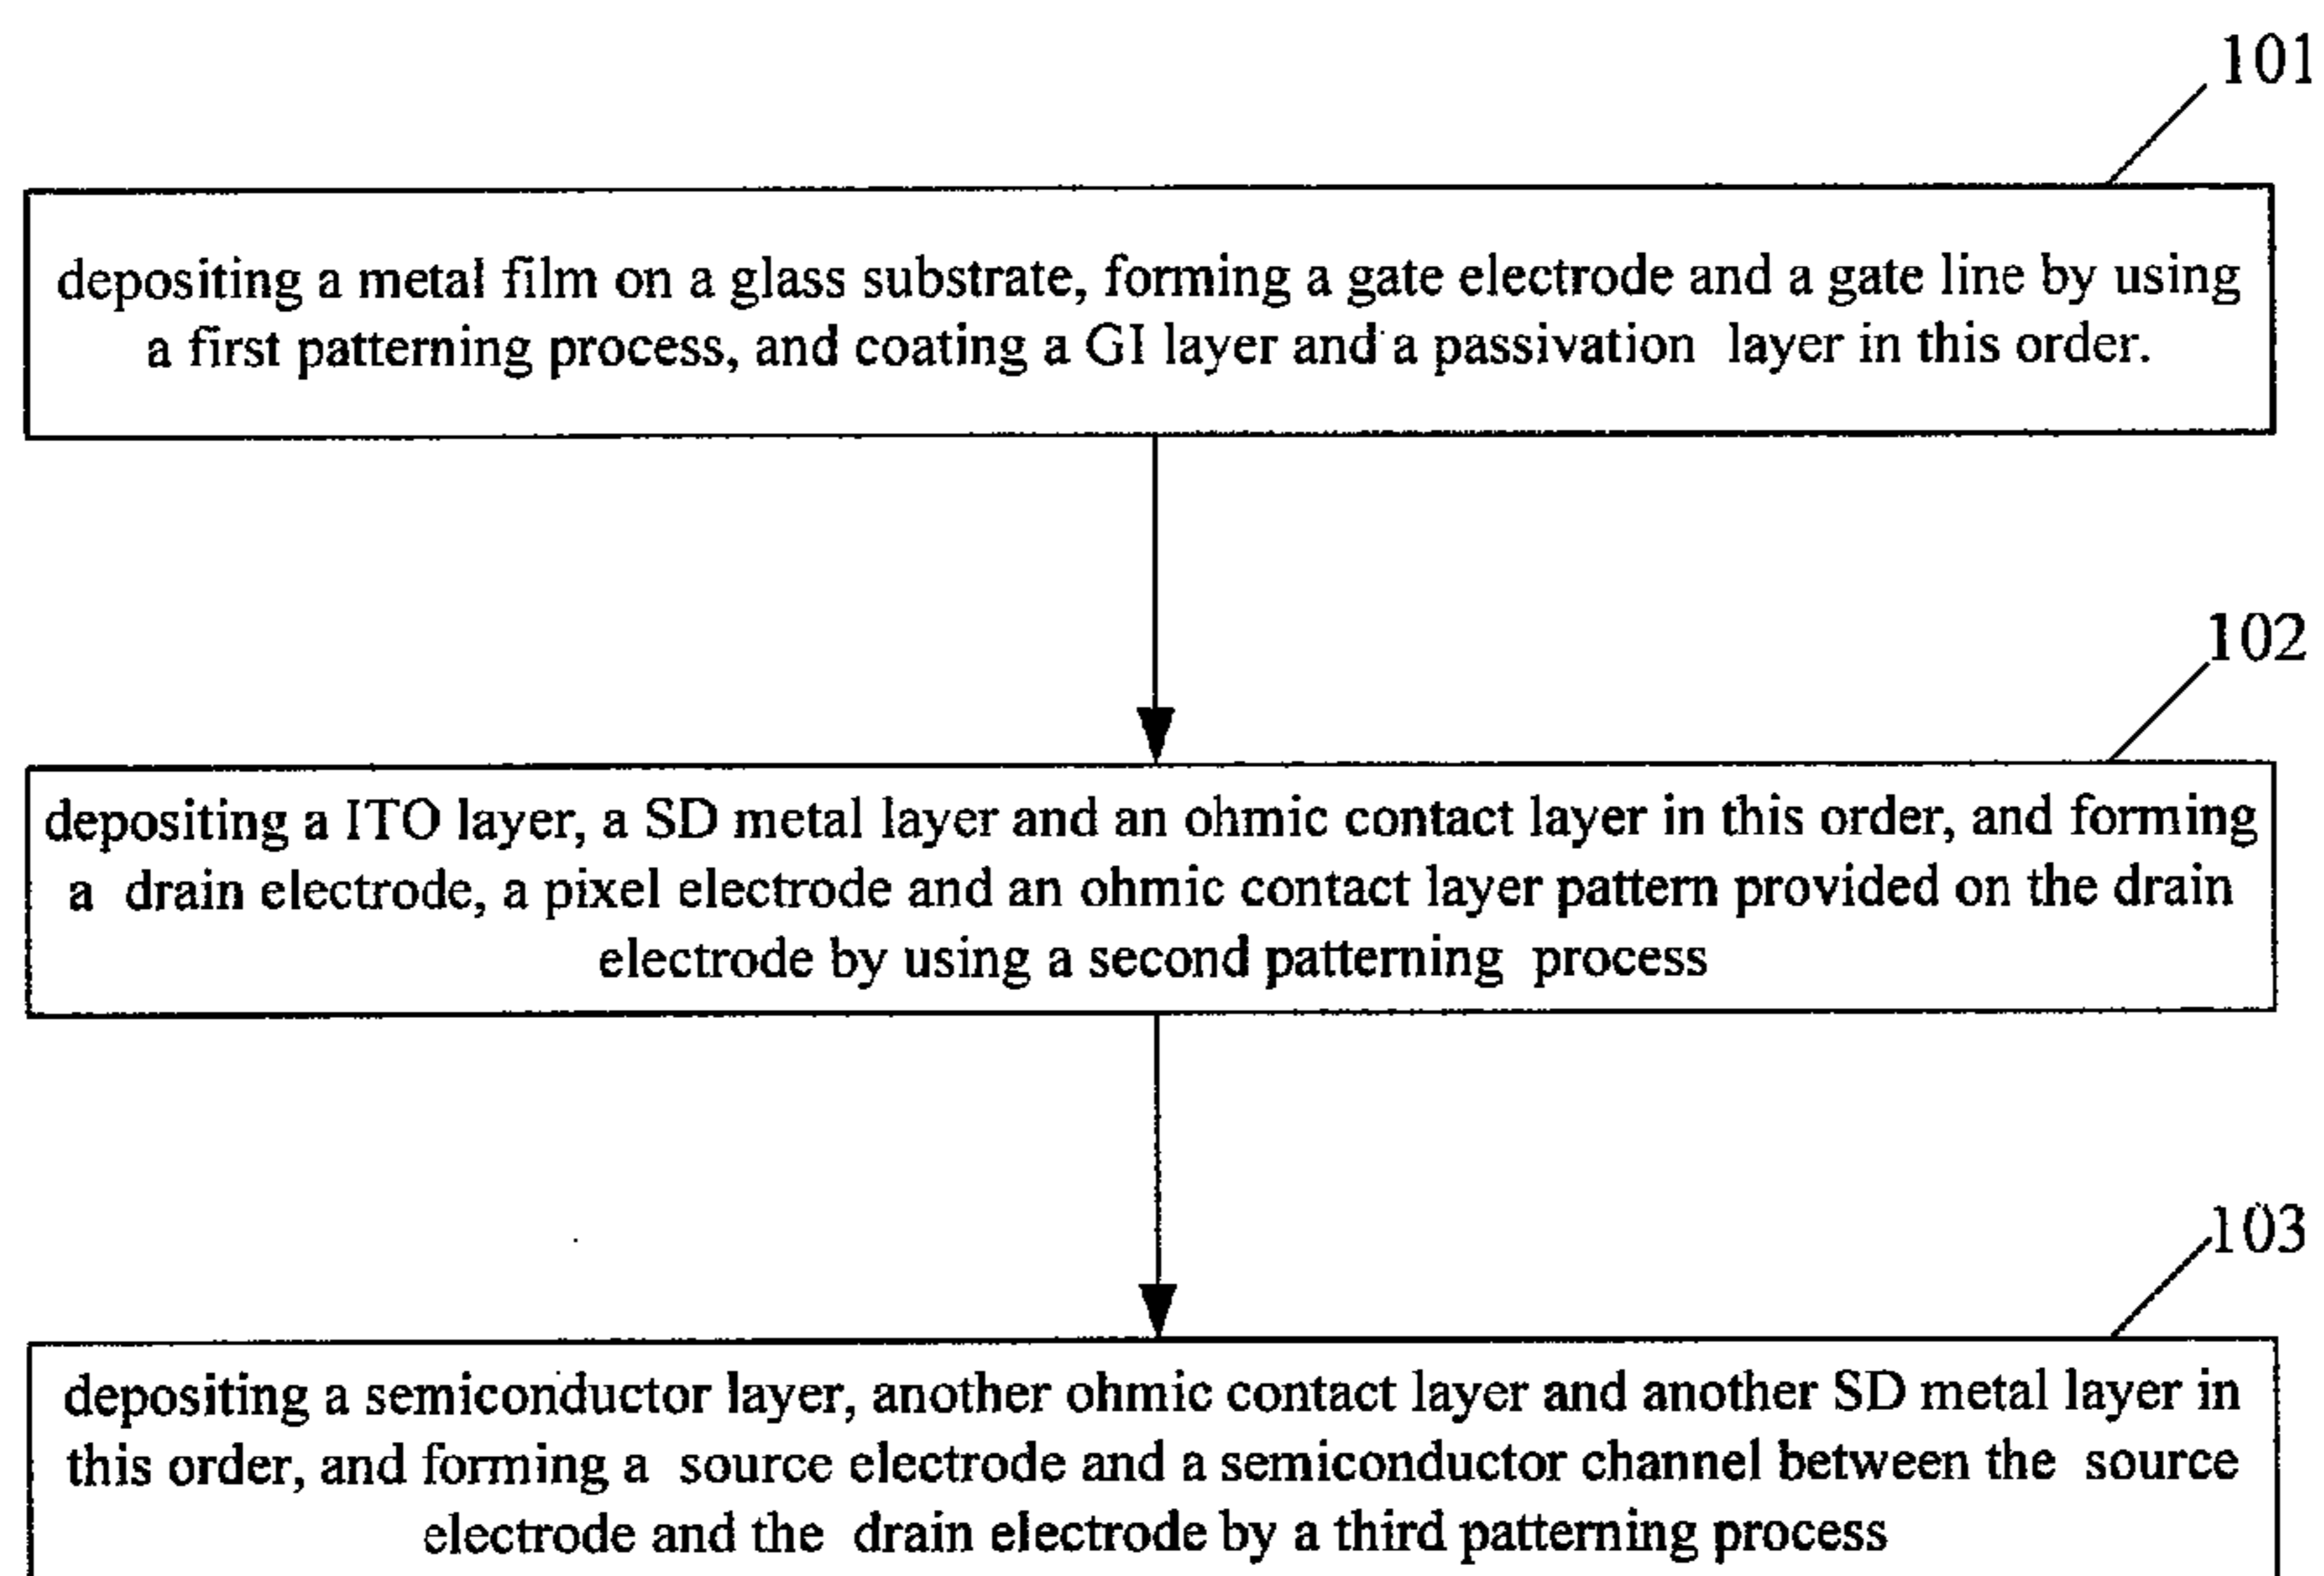 101
depositing a metal film on a glass substrate, forming a gate electrode and a gate line by using
a first patterning process, and coating a GI layer and a passivation layer in this order.
102
depositing a ITO layer, a SD metal layer and an ohmic contact layer in this order, and forming
a drain electrode, a pixel electrode and an ohmic contact layer pattern provided on the drain
electrode by using a second patterning process
103
depositing a semiconductor layer, another ohmic contact layer and another SD metal layer in
this order, and forming a source electrode and a semiconductor channel between the source
electrode and the drain electrode by a third patterning process